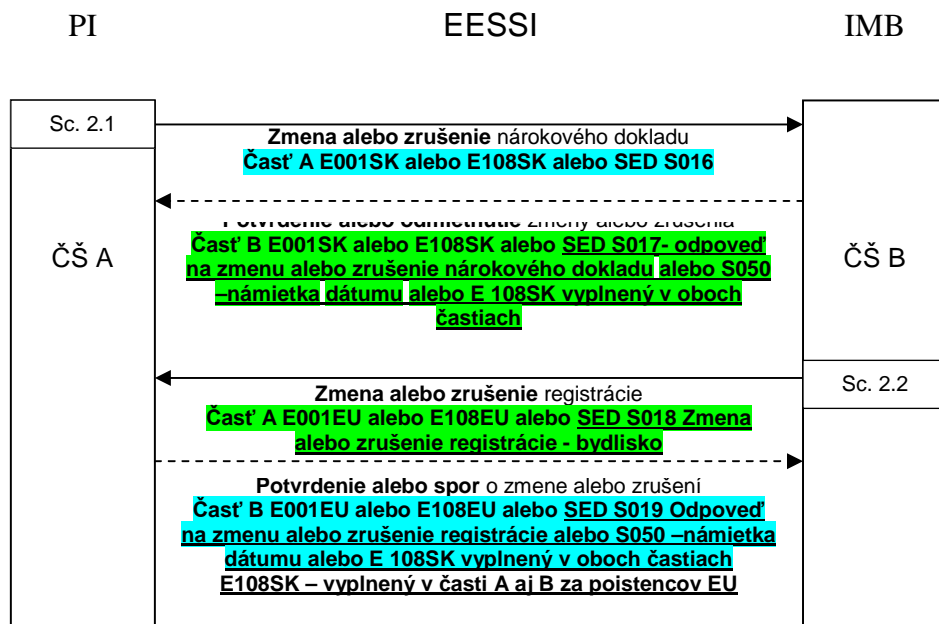 PI EESSI IMB
Sc. 2.1
Zmena alebo zrušenie nárokového dokladu
Časť A E001SK alebo E108SK alebo SED S016
Potvrdenie alebo odmietnutie zmeny alebo zrušenia
ČŠ A
Časť B E001SK alebo E108SK alebo SED S017- odpoveď
na zmenu alebo zrušenie nárokového dokladu alebo S050
–námietka dátumu alebo E 108SK vyplnený v oboch
častiach
ČŠ B
Sc. 2.2
Zmena alebo zrušenie registrácie
Časť A E001EU alebo E108EU alebo SED S018 Zmena
alebo zrušenie registrácie - bydlisko
Potvrdenie alebo spor o zmene alebo zrušení
Časť B E001EU alebo E108EU alebo SED S019 Odpoveď
na zmenu alebo zrušenie registrácie alebo S050 –námietka
dátumu alebo E 108SK vyplnený v oboch častiach
E108SK – vyplnený v časti A aj B za poistencov EU